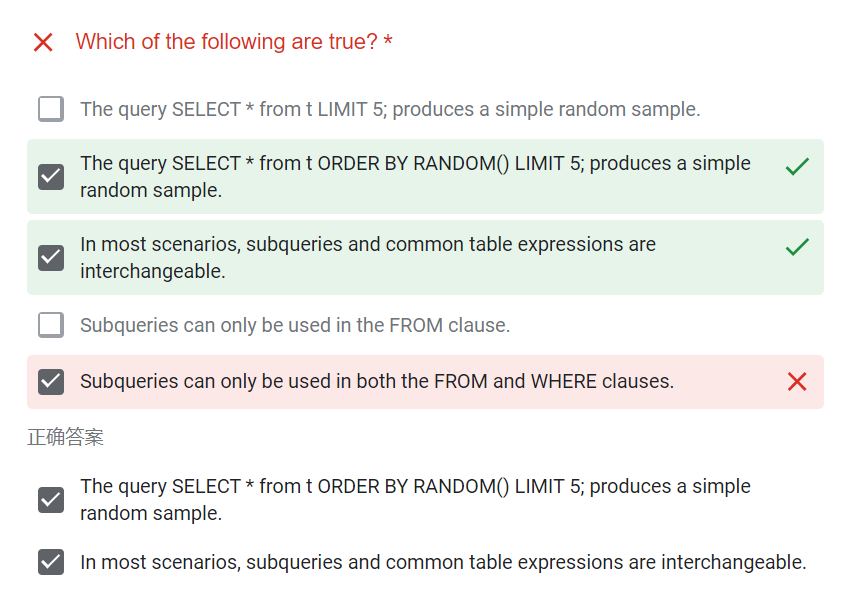 Which of the following are true? *
The query SELECT * from t LIMIT 5; produces a simple random sample.
The query SELECT * from t ORDER BY RANDOM() LIMIT 5; produces a simple
random sample.
In most scenarios, subqueries and common table expressions are
interchangeable.
Subqueries can only be used in the FROM clause.
Subqueries can only be used in both the FROM and WHERE clauses.
正确答案
The query SELECT * from t ORDER BY RANDOM() LIMIT 5; produces a simple
random sample.
In most scenarios, subqueries and common table expressions are interchangeable.